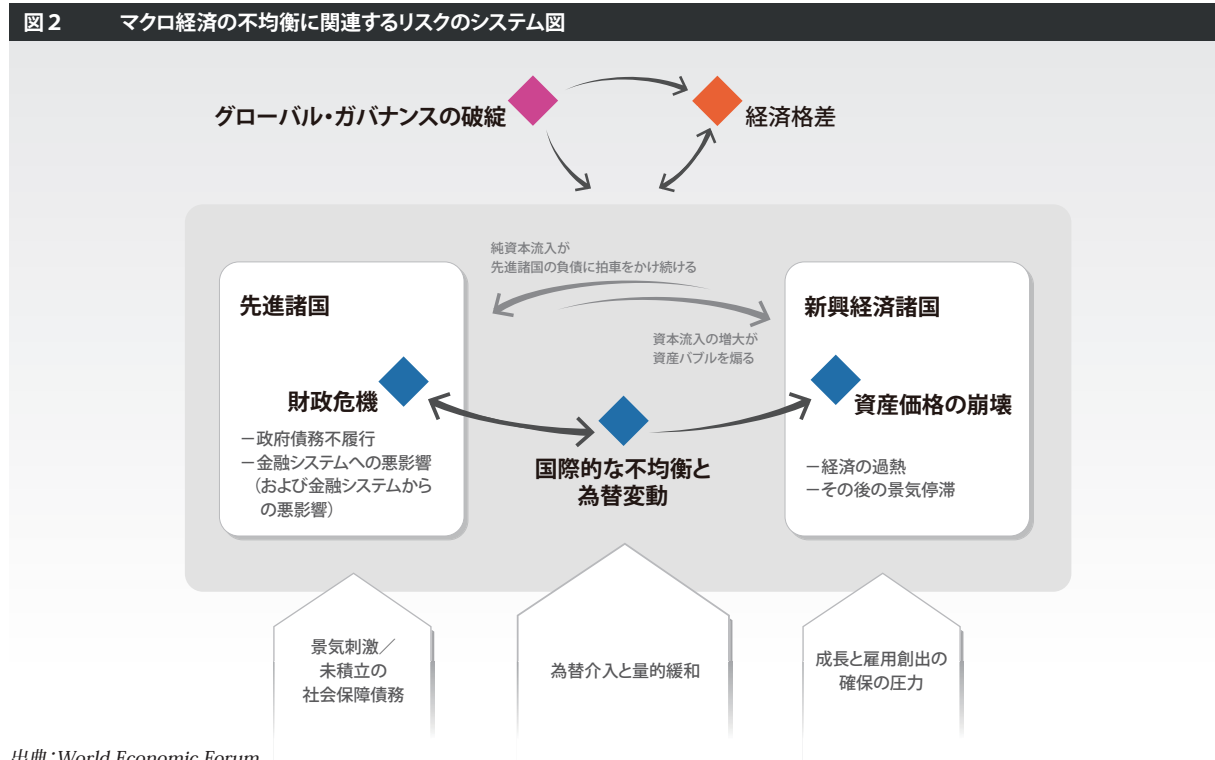 図2 マクロ経済の不均衡に関連するリスクのシステム図
グローバル・ガバナンスの破綻
経済格差
純資本流入が
先進諸国の負債に拍車をかけ続ける
先進諸国
新興経済諸国
資本流入の増大が
資産バブルを煽る
財政危機
資産価格の崩壊
－政府債務不履行
－金融システムへの悪影響
（および金融システムから
の悪影響）
国際的な不均衡と
為替変動
－経済の過熱
－その後の景気停滞
景気刺激／
未積立の
社会保障債務
為替介入と量的緩和
成長と雇用創出の
確保の圧力
出典：World Economic Forum